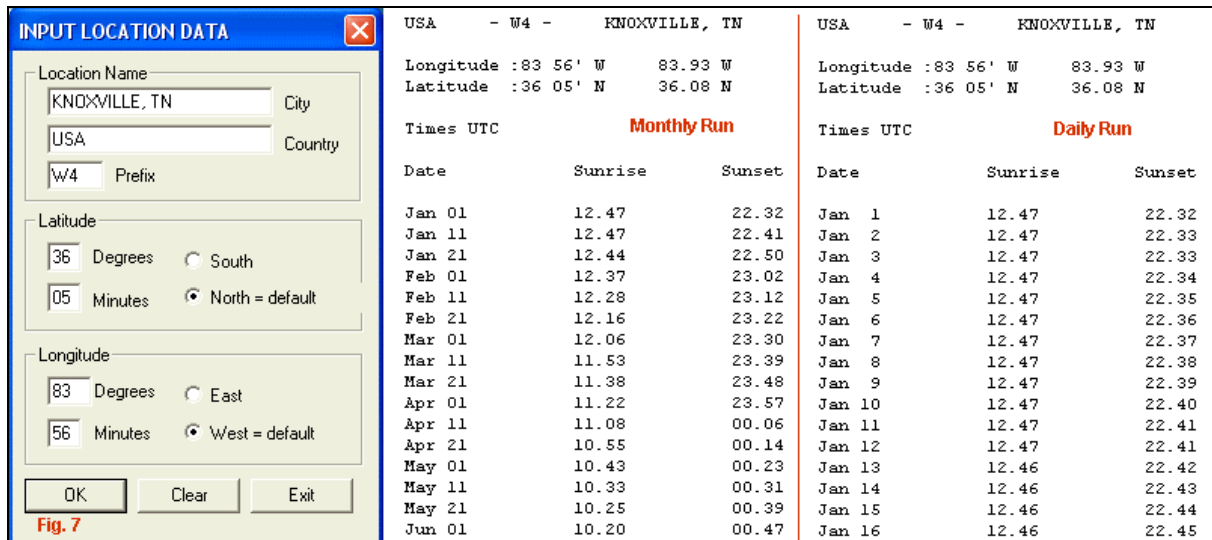 INPUT LOCATION DATA
Location Name
KNOXVILLE, TN City
USA Country
W4 Prefix
Latitude
36 Degrees South
05 Minutes North = default
Longitude
83 Degrees East
56 Minutes West = default
OK Clear Exit
Fig. 7
USA - W4 - KNOXVILLE, TN
Longitude :83 56' W 83.93 W
Latitude :36 05' N 36.08 N
Times UTC Monthly Run
Date Sunrise Sunset
Jan 01 12.47 22.32
Jan 11 12.47 22.41
Jan 21 12.44 22.50
Feb 01 12.37 23.02
Feb 11 12.28 23.12
Feb 21 12.16 23.22
Mar 01 12.06 23.30
Mar 11 11.53 23.39
Mar 21 11.38 23.48
Apr 01 11.22 23.57
Apr 11 11.08 00.06
Apr 21 10.55 00.14
May 01 10.43 00.23
May 11 10.33 00.31
May 21 10.25 00.39
Jun 01 10.20 00.47
USA - W4 - KNOXVILLE, TN
Longitude :83 56' W 83.93 W
Latitude :36 05' N 36.08 N
Times UTC Daily Run
Date Sunrise Sunset
Jan 1 12.47 22.32
Jan 2 12.47 22.33
Jan 3 12.47 22.33
Jan 4 12.47 22.34
Jan 5 12.47 22.35
Jan 6 12.47 22.36
Jan 7 12.47 22.37
Jan 8 12.47 22.38
Jan 9 12.47 22.39
Jan 10 12.47 22.40
Jan 11 12.47 22.41
Jan 12 12.47 22.41
Jan 13 12.46 22.42
Jan 14 12.46 22.43
Jan 15 12.46 22.44
Jan 16 12.46 22.45